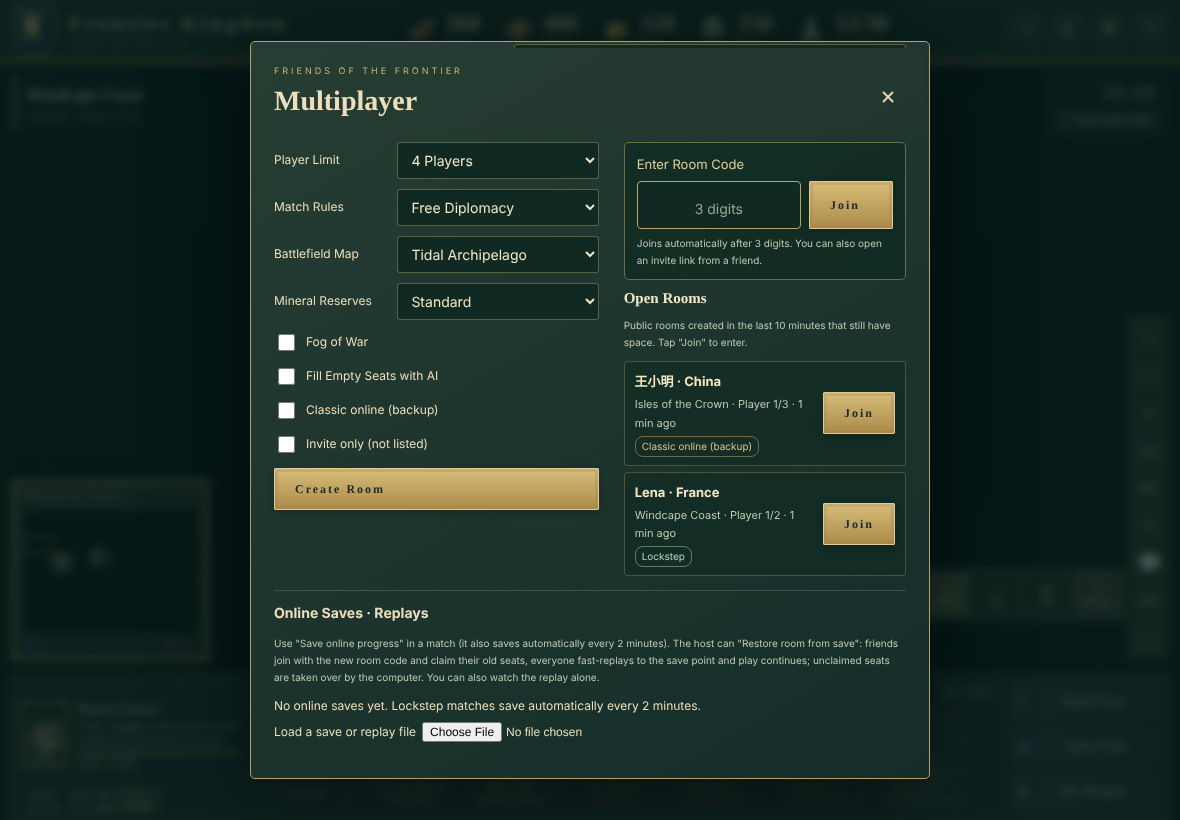 Frontier Kingdom
FRIENDS OF THE FRONTIER
Multiplayer
✕
Player Limit
4 Players
Match Rules
Free Diplomacy
Battlefield Map
Tidal Archipelago
Mineral Reserves
Standard
Fog of War
Fill Empty Seats with AI
Classic online (backup)
Invite only (not listed)
Create Room
Enter Room Code
3 digits
Join
Joins automatically after 3 digits. You can also open
an invite link from a friend.
Open Rooms
Public rooms created in the last 10 minutes that still have
space. Tap "Join" to enter.
王小明 · China
Isles of the Crown · Player 1/3 · 1
min ago
Classic online (backup)
Join
Lena · France
Windcape Coast · Player 1/2 · 1
min ago
Lockstep
Join
Online Saves · Replays
Use "Save online progress" in a match (it also saves automatically every 2 minutes). The host can "Restore room from save": friends
join with the new room code and claim their old seats, everyone fast-replays to the save point and play continues; unclaimed seats
are taken over by the computer. You can also watch the replay alone.
No online saves yet. Lockstep matches save automatically every 2 minutes.
Load a save or replay file Choose File No file chosen